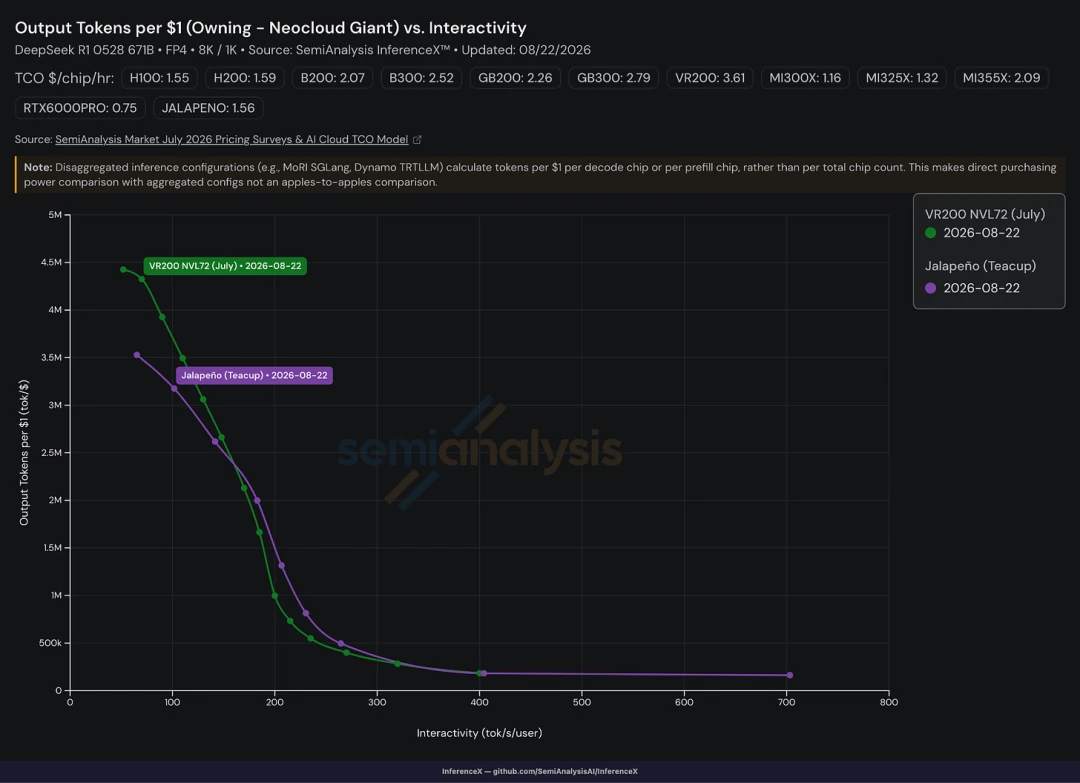 Output Tokens per $1 (Owning – Neocloud Giant) vs. Interactivity
DeepSeek R1 0528 671B • FP4 • 8K / 1K • Source: SemiAnalysis InferenceX™ • Updated: 08/22/2026
TCO $/chip/hr: H100: 1.55 H200: 1.59 B200: 2.07 B300: 2.52 GB200: 2.26 GB300: 2.79 VR200: 3.61 MI300X: 1.16 MI325X: 1.32 MI355X: 2.09
RTX6000PRO: 0.75 JALAPENO: 1.56
Source: SemiAnalysis Market July 2026 Pricing Surveys & AI Cloud TCO Model
Note: Disaggregated inference configurations (e.g., MoRI SGLang, Dynamo TRTLLM) calculate tokens per $1 per decode chip or per prefill chip, rather than per total chip count. This makes direct purchasing
power comparison with aggregated configs not an apples-to-apples comparison.
VR200 NVL72 (July)
2026-08-22
Jalapeño (Teacup)
2026-08-22
5M
4.5M
4M
3.5M
3M
2.5M
2M
1.5M
1M
500k
0
Output Tokens per $1 (tok/$)
VR200 NVL72 (July) • 2026-08-22
Jalapeño (Teacup) • 2026-08-22
semianalysis
0 100 200 300 400 500 600 700 800
Interactivity (tok/s/user)
InferenceX — github.com/SemiAnalysisAI/InferenceX